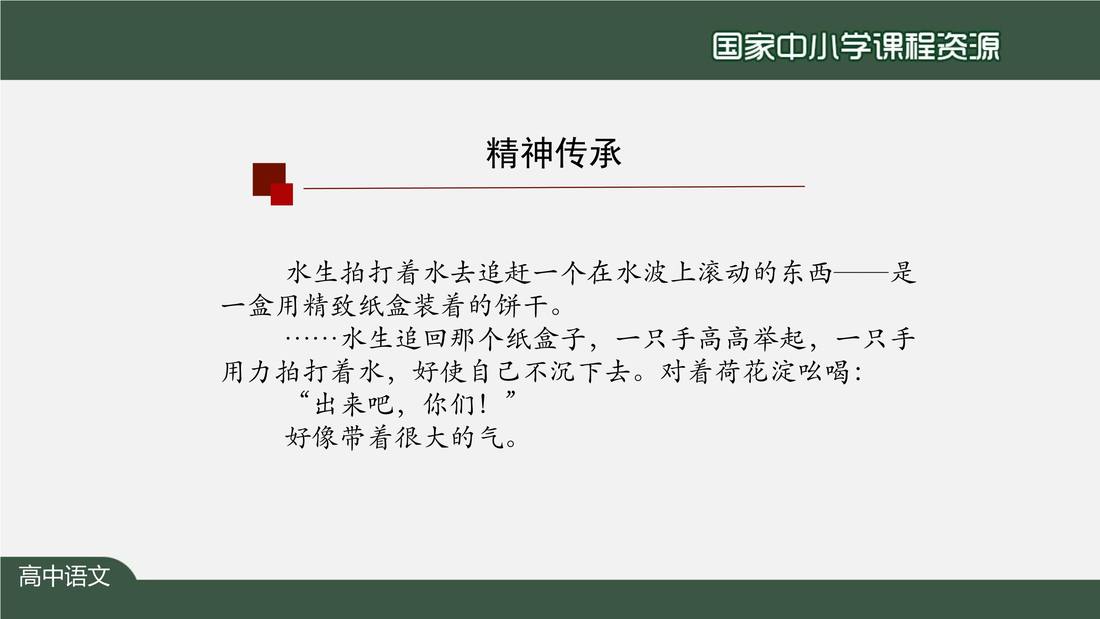 国家中小学课程资源
精神传承
水生拍打着水去追赶一个在水波上滚动的东西——是
一盒用精致纸盒装着的饼干。
……水生追回那个纸盒子，一只手高高举起，一只手
用力拍打着水，好使自己不沉下去。对着荷花淀吆喝：
“出来吧，你们！”
好像带着很大的气。
高中语文